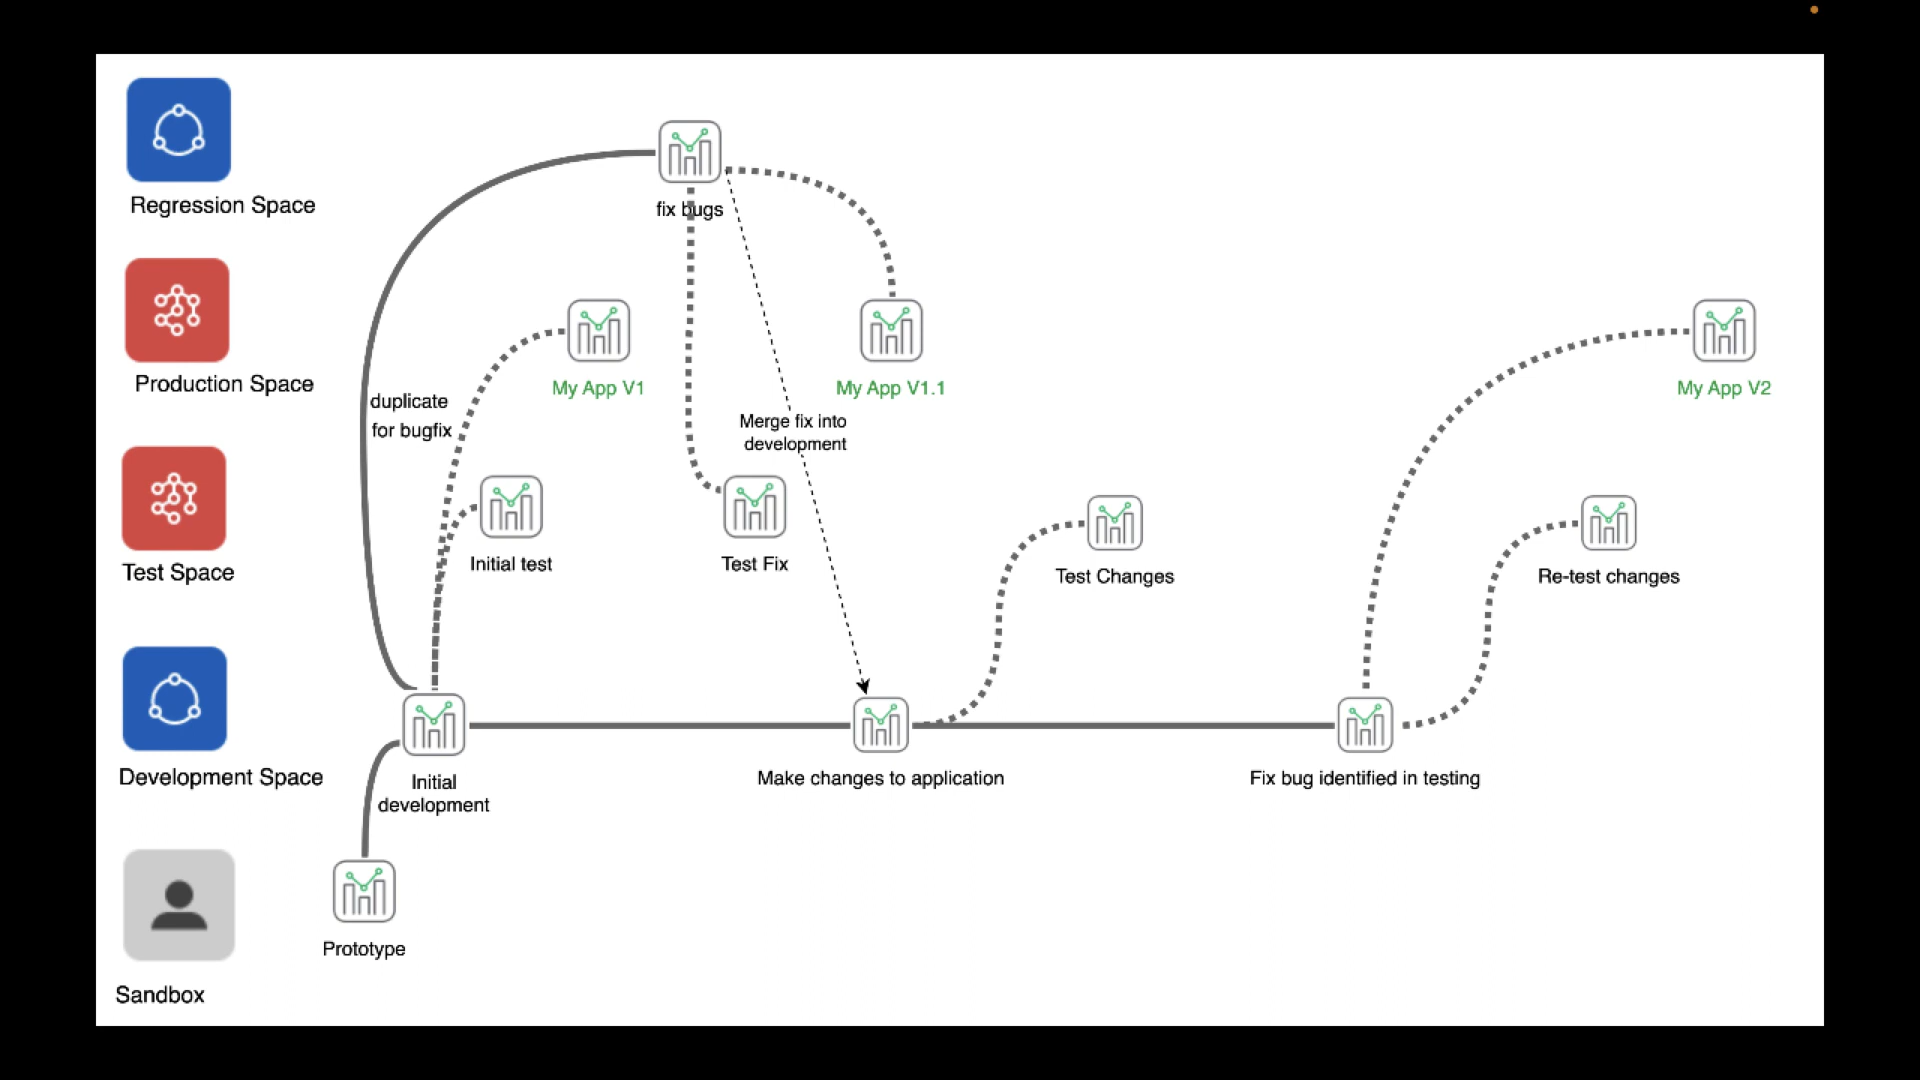 Regression Space
fix bugs
Production Space
My App V1
My App V1.1
My App V2
duplicate
for bugfix
Merge fix into
development
Test Space
Initial test
Test Fix
Test Changes
Re-test changes
Development Space
Initial
development
Make changes to application
Fix bug identified in testing
Prototype
Sandbox